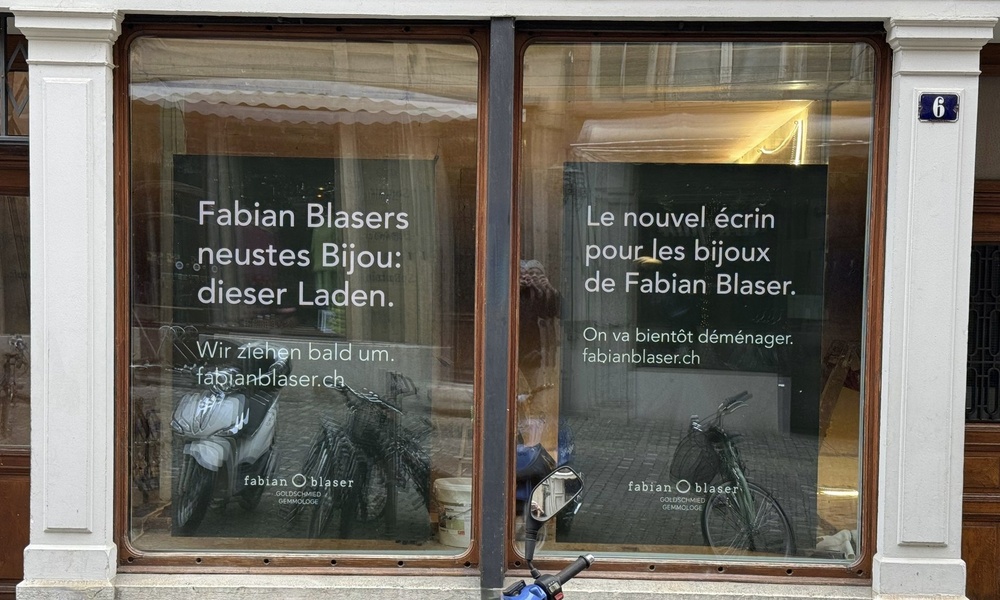 Fabian Blasers
neustes Bijou:
dieser Laden.
Wir ziehen bald um.
fabianblaser.ch
fabian O blaser
GOLDSCHMIED
GEMMOLOGE
Le nouvel écrin
pour les bijoux
de Fabian Blaser.
On va bientôt déménager.
fabianblaser.ch
fabian O blaser
GOLDSCHMIED
GEMMOLOGE
6